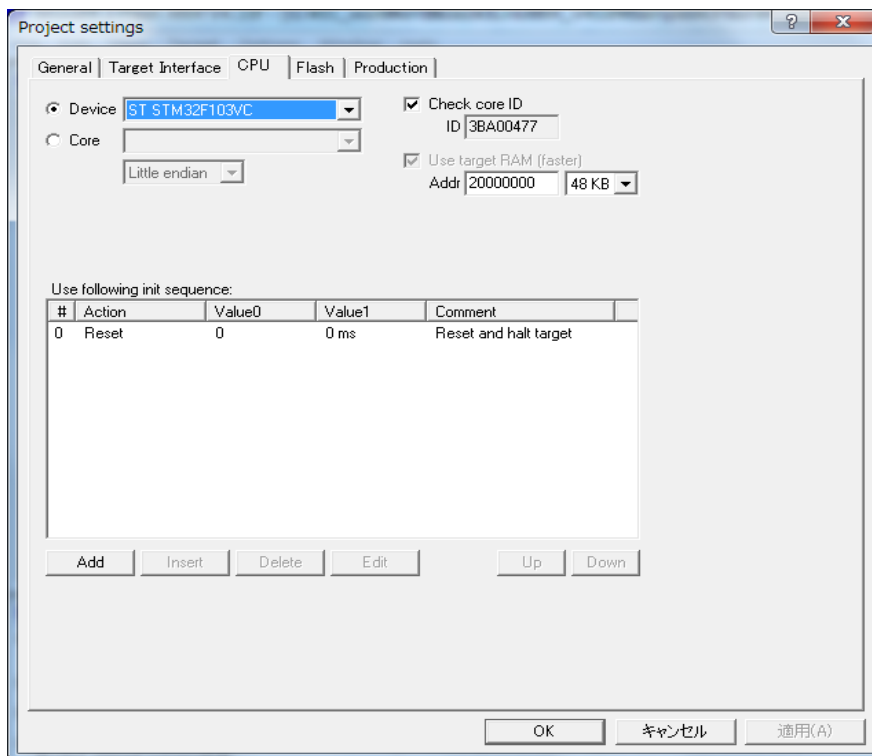 Project settings
General Target Interface CPU Flash Production
Device ST STM32F103VC
Check core ID
ID 3BA00477
Core
Little endian
Use target RAM (faster)
Addr 20000000 48 KB
Use following init sequence:
# Action Value0 Value1 Comment
0 Reset 0 0 ms Reset and halt target
Add Insert Delete Edit Up Down
OK キャンセル 適用(A)